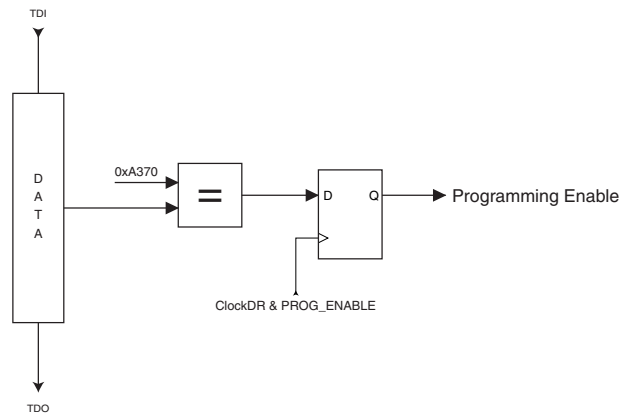 TDI
D
A
T
A
0xA370
=
D
Q
Programming Enable
ClockDR & PROG_ENABLE
TDO